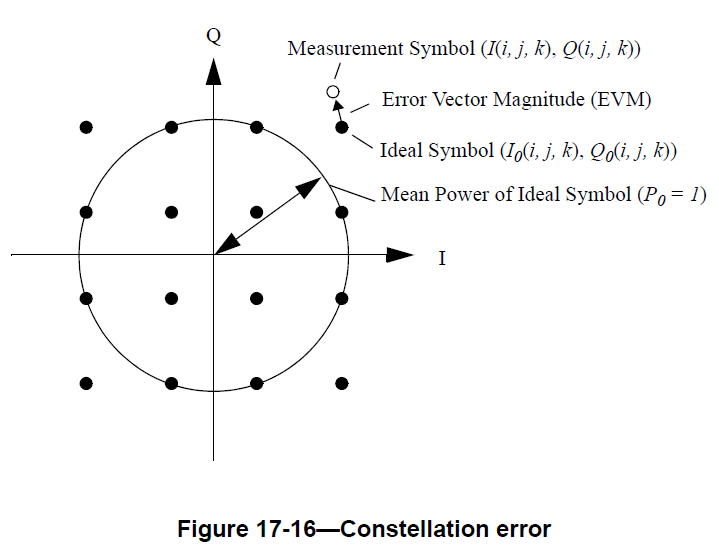 Q
Measurement Symbol (I(i, j, k), Q(i, j, k))
Error Vector Magnitude (EVM)
Ideal Symbol (I0(i, j, k), Q0(i, j, k))
Mean Power of Ideal Symbol (P0 = 1)
I
Figure 17-16—Constellation error